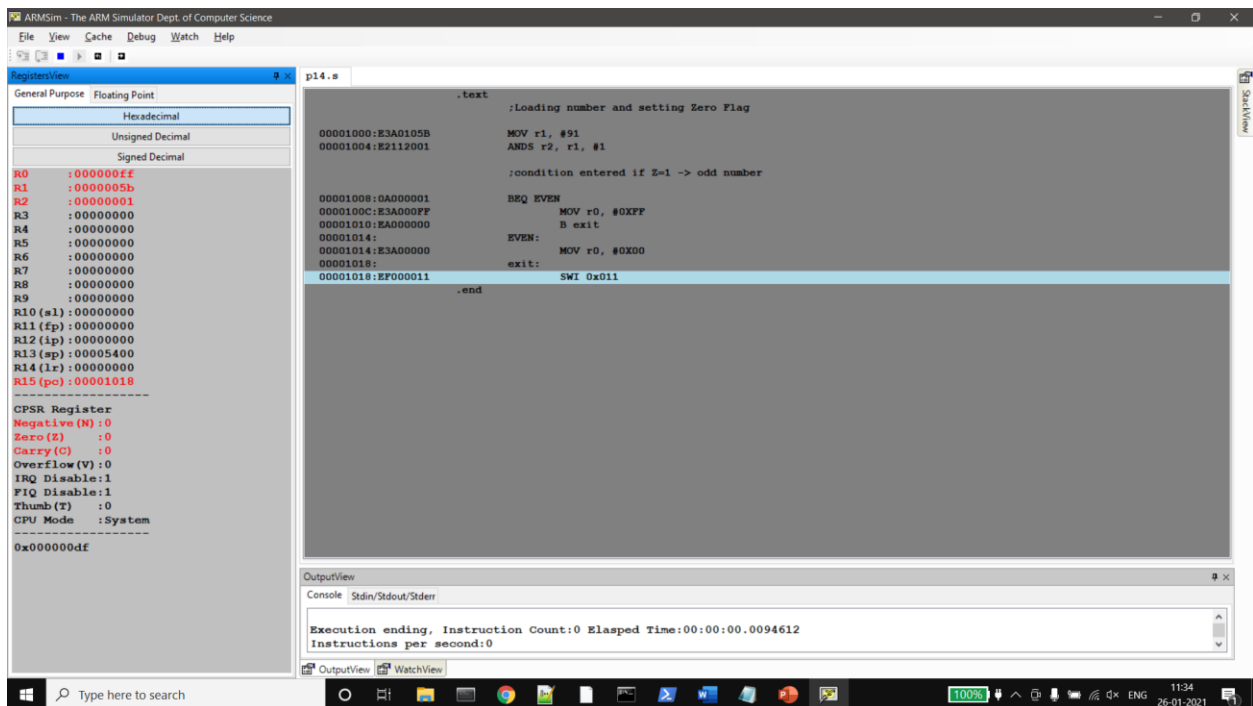 ARMSim - The ARM Simulator Dept. of Computer Science
File View Cache Debug Watch Help
RegistersView
General Purpose Floating Point
Hexadecimal
Unsigned Decimal
Signed Decimal
R0 :000000ff
R1 :0000005b
R2 :00000001
R3 :00000000
R4 :00000000
R5 :00000000
R6 :00000000
R7 :00000000
R8 :00000000
R9 :00000000
R10(sl):00000000
R11(fp):00000000
R12(ip):00000000
R13(sp):00005400
R14(lr):00000000
R15(pc):00001018
-------------------
CPSR Register
Negative(N):0
Zero(Z) :0
Carry(C) :0
Overflow(V):0
IRQ Disable:1
FIQ Disable:1
Thumb(T) :0
CPU Mode :System
-------------------
0x000000df
p14.s
.text
;Loading number and setting Zero Flag
00001000:E3A0105B MOV r1, #91
00001004:E2112001 ANDS r2, r1, #1
;condition entered if Z=1 -> odd number
00001008:0A000001 BEQ EVEN
0000100C:E3A000FF MOV r0, #0XFF
00001010:EA000000 B exit
00001014: EVEN:
00001014:E3A00000 MOV r0, #0X00
00001018: exit:
00001018:EF000011 SWI 0x011
.end
StackView
OutputView
Console Stdin/Stdout/Stderr
Execution ending, Instruction Count:0 Elasped Time:00:00:00.0094612
Instructions per second:0
OutputView WatchView
Type here to search
100% ENG 11:34
26-01-2021